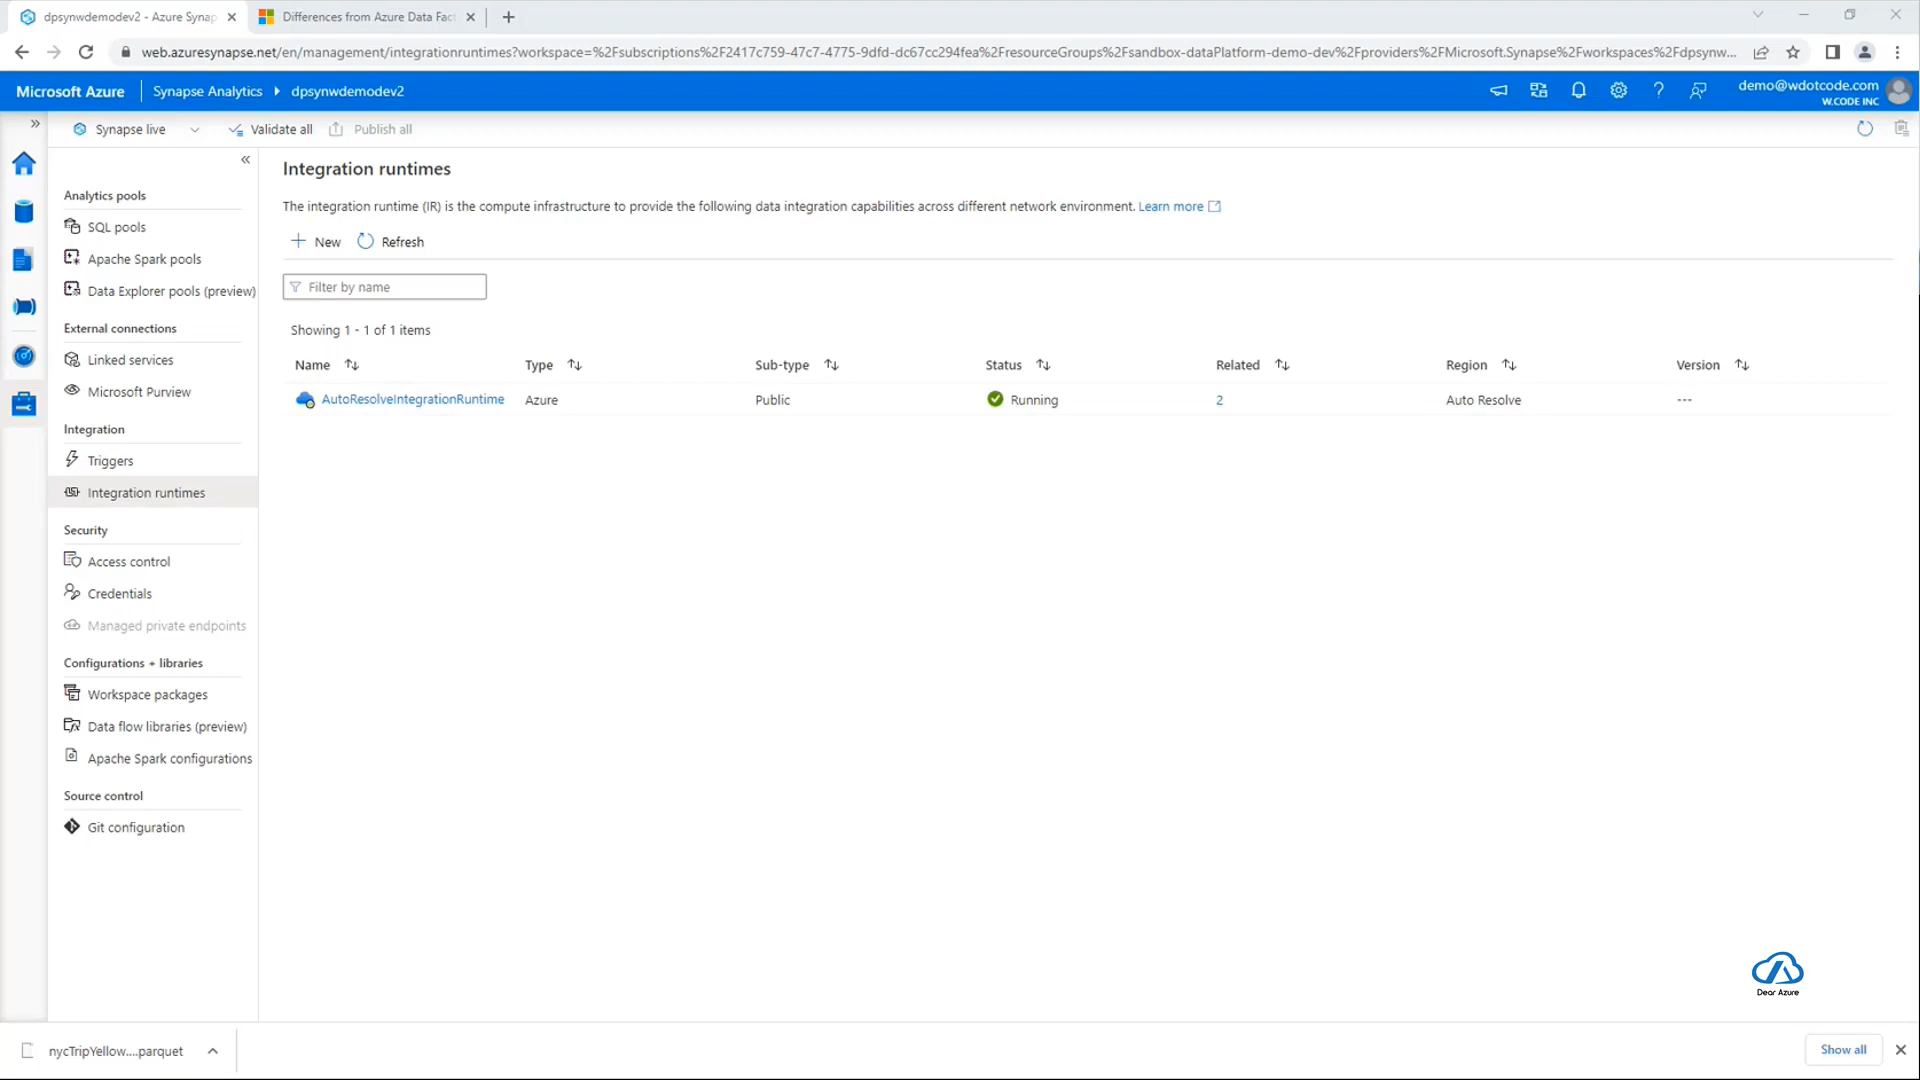 dpsynwdemodev2 - Azure Synap
Differences from Azure Data Fact
web.azuresynapse.net/en/management/integrationruntimes?workspace=%2Fsubscriptions%2F2417c759-47c7-4775-9dfd-dc67cc294fea%2FresourceGroups%2Fsandbox-dataPlatform-demo-dev%2Fproviders%2FMicrosoft.Synapse%2Fworkspaces%2Fdpsynw...
Microsoft Azure
Synapse Analytics
dpsynwdemodev2
demo@wdotcode.com
W.CODE INC
Synapse live
Validate all
Publish all
Analytics pools
SQL pools
Apache Spark pools
Data Explorer pools (preview)
External connections
Linked services
Microsoft Purview
Integration
Triggers
Integration runtimes
Security
Access control
Credentials
Managed private endpoints
Configurations + libraries
Workspace packages
Data flow libraries (preview)
Apache Spark configurations
Source control
Git configuration
Integration runtimes
The integration runtime (IR) is the compute infrastructure to provide the following data integration capabilities across different network environment. Learn more
New Refresh
Filter by name
Showing 1 - 1 of 1 items
Name Type Sub-type Status Related Region Version
AutoResolveIntegrationRuntime Azure Public Running 2 Auto Resolve ---
Dear Azure
nycTripYellow....parquet
Show all